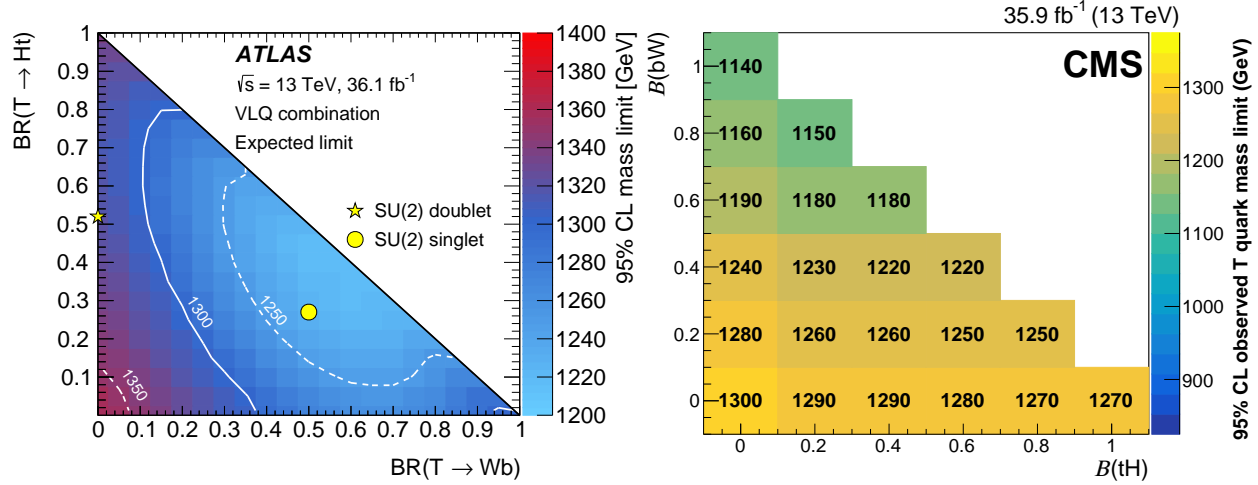 ATLAS
√s = 13 TeV, 36.1 fb⁻¹
VLQ combination
Expected limit
SU(2) doublet
SU(2) singlet
1350
1300
1250
BR(T → Ht)
1
0.9
0.8
0.7
0.6
0.5
0.4
0.3
0.2
0.1
0 0.1 0.2 0.3 0.4 0.5 0.6 0.7 0.8 0.9 1
BR(T → Wb)
1400
1380
1360
1340
1320
1300
1280
1260
1240
1220
1200
95% CL mass limit [GeV]
35.9 fb⁻¹ (13 TeV)
CMS
B(bW)
1
0.8
0.6
0.4
0.2
0
1140
1160 1150
1190 1180 1180
1240 1230 1220 1220
1280 1260 1260 1250 1250
1300 1290 1290 1280 1270 1270
0 0.2 0.4 0.6 0.8 1
B(tH)
1300
1200
1100
1000
900
95% CL observed T quark mass limit (GeV)